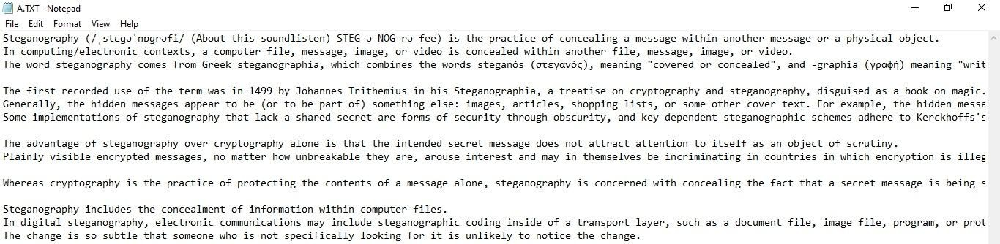 A.TXT - Notepad
File Edit Format View Help
Steganography (/ˌstɛɡəˈnɒɡrəfi/ (About this soundlisten) STEG-ə-NOG-rə-fee) is the practice of concealing a message within another message or a physical object.
In computing/electronic contexts, a computer file, message, image, or video is concealed within another file, message, image, or video.
The word steganography comes from Greek steganographia, which combines the words steganós (στεγανός), meaning "covered or concealed", and -graphia (γραφή) meaning "writ
The first recorded use of the term was in 1499 by Johannes Trithemius in his Steganographia, a treatise on cryptography and steganography, disguised as a book on magic.
Generally, the hidden messages appear to be (or to be part of) something else: images, articles, shopping lists, or some other cover text. For example, the hidden messa
Some implementations of steganography that lack a shared secret are forms of security through obscurity, and key-dependent steganographic schemes adhere to Kerckhoffs's
The advantage of steganography over cryptography alone is that the intended secret message does not attract attention to itself as an object of scrutiny.
Plainly visible encrypted messages, no matter how unbreakable they are, arouse interest and may in themselves be incriminating in countries in which encryption is illeg
Whereas cryptography is the practice of protecting the contents of a message alone, steganography is concerned with concealing the fact that a secret message is being s
Steganography includes the concealment of information within computer files.
In digital steganography, electronic communications may include steganographic coding inside of a transport layer, such as a document file, image file, program, or prot
The change is so subtle that someone who is not specifically looking for it is unlikely to notice the change.